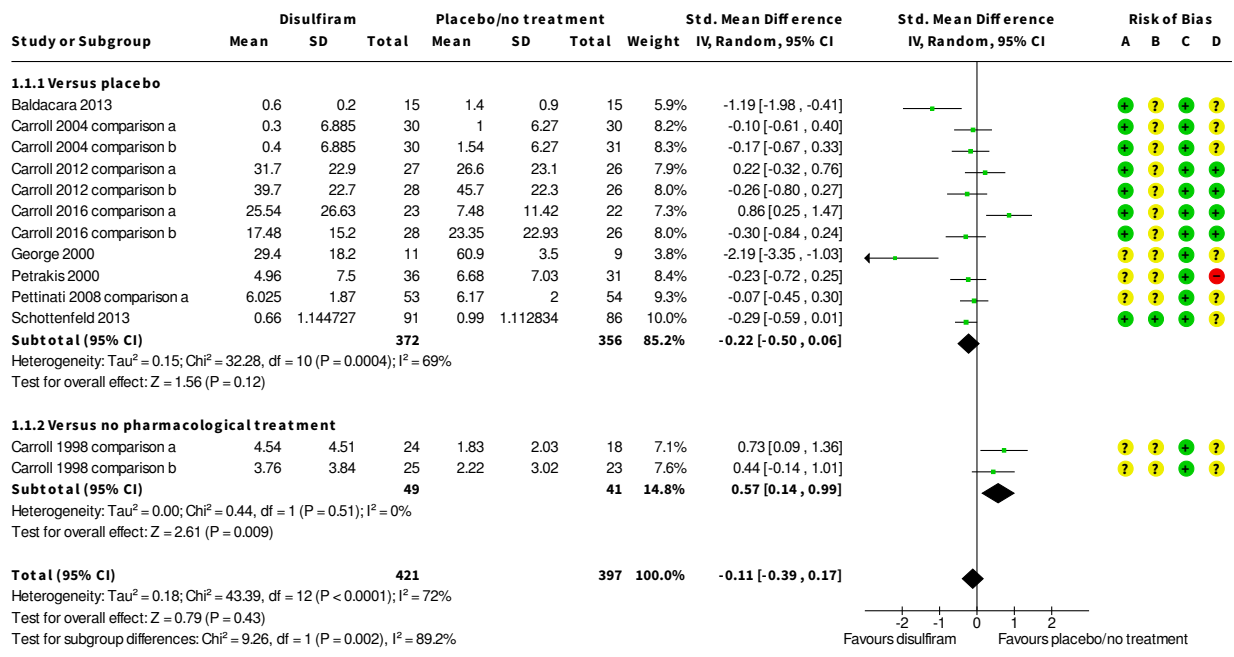 Disulfiram Placebo/no treatment Std. Mean Difference Std. Mean Difference Risk of Bias
Study or Subgroup Mean SD Total Mean SD Total Weight IV, Random, 95% CI IV, Random, 95% CI A B C D
1.1.1 Versus placebo
Baldacara 2013 0.6 0.2 15 1.4 0.9 15 5.9% -1.19 [-1.98 , -0.41] + ? + ?
Carroll 2004 comparison a 0.3 6.885 30 1 6.27 30 8.2% -0.10 [-0.61 , 0.40] + ? + ?
Carroll 2004 comparison b 0.4 6.885 30 1.54 6.27 31 8.3% -0.17 [-0.67 , 0.33] + ? + ?
Carroll 2012 comparison a 31.7 22.9 27 26.6 23.1 26 7.9% 0.22 [-0.32 , 0.76] + ? + +
Carroll 2012 comparison b 39.7 22.7 28 45.7 22.3 26 8.0% -0.26 [-0.80 , 0.27] + ? + +
Carroll 2016 comparison a 25.54 26.63 23 7.48 11.42 22 7.3% 0.86 [0.25 , 1.47] + ? + +
Carroll 2016 comparison b 17.48 15.2 28 23.35 22.93 26 8.0% -0.30 [-0.84 , 0.24] + ? + +
George 2000 29.4 18.2 11 60.9 3.5 9 3.8% -2.19 [-3.35 , -1.03] ? ? + ?
Petrakis 2000 4.96 7.5 36 6.68 7.03 31 8.4% -0.23 [-0.72 , 0.25] ? ? + −
Pettinati 2008 comparison a 6.025 1.87 53 6.17 2 54 9.3% -0.07 [-0.45 , 0.30] ? ? + ?
Schottenfeld 2013 0.66 1.144727 91 0.99 1.112834 86 10.0% -0.29 [-0.59 , 0.01] + + + ?
Subtotal (95% CI) 372 356 85.2% -0.22 [-0.50 , 0.06]
Heterogeneity: Tau² = 0.15; Chi² = 32.28, df = 10 (P = 0.0004); I² = 69%
Test for overall effect: Z = 1.56 (P = 0.12)
1.1.2 Versus no pharmacological treatment
Carroll 1998 comparison a 4.54 4.51 24 1.83 2.03 18 7.1% 0.73 [0.09 , 1.36] ? ? + ?
Carroll 1998 comparison b 3.76 3.84 25 2.22 3.02 23 7.6% 0.44 [-0.14 , 1.01] ? ? + ?
Subtotal (95% CI) 49 41 14.8% 0.57 [0.14 , 0.99]
Heterogeneity: Tau² = 0.00; Chi² = 0.44, df = 1 (P = 0.51); I² = 0%
Test for overall effect: Z = 2.61 (P = 0.009)
Total (95% CI) 421 397 100.0% -0.11 [-0.39 , 0.17]
Heterogeneity: Tau² = 0.18; Chi² = 43.39, df = 12 (P < 0.0001); I² = 72%
Test for overall effect: Z = 0.79 (P = 0.43)
-2 -1 0 1 2
Test for subgroup differences: Chi² = 9.26, df = 1 (P = 0.002), I² = 89.2%
Favours disulfiram Favours placebo/no treatment